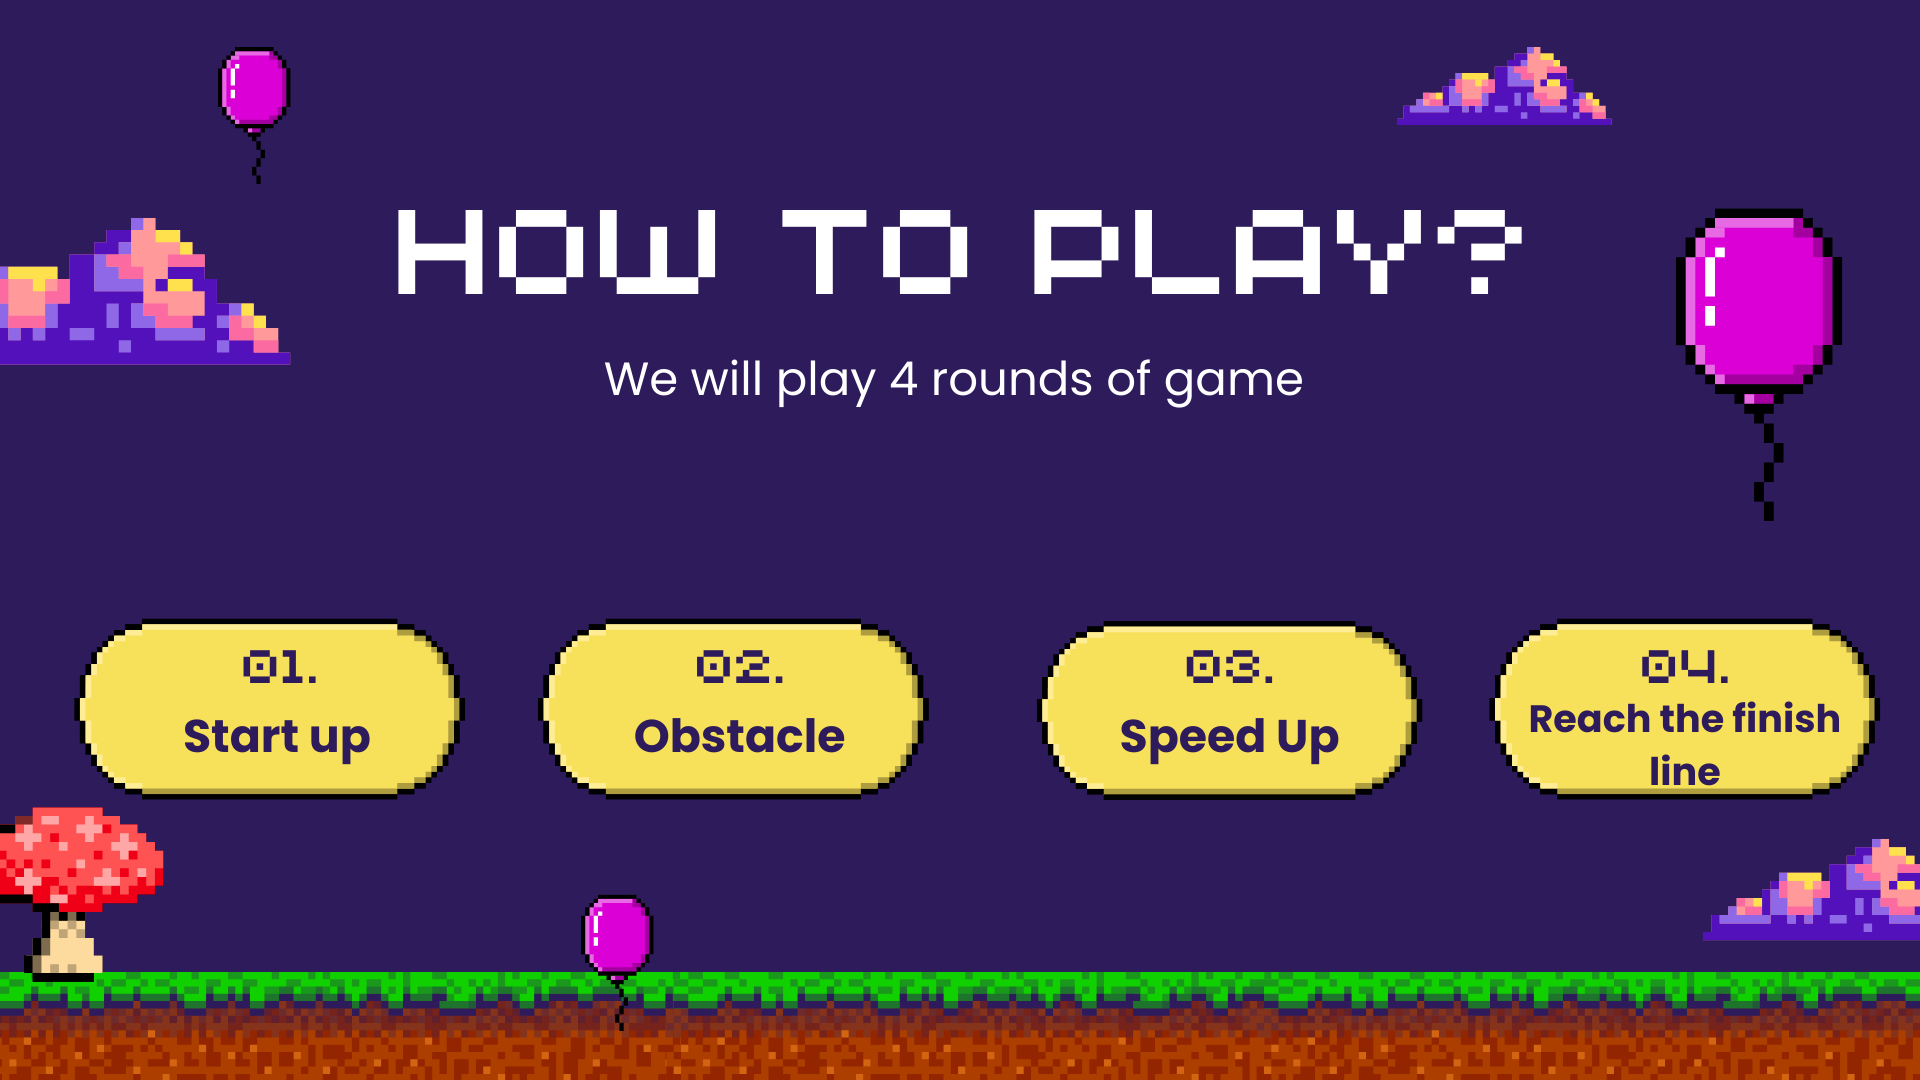 HOW TO PLAY?
We will play 4 rounds of game
01.
Start up
02.
Obstacle
03.
Speed Up
04.
Reach the finish
line